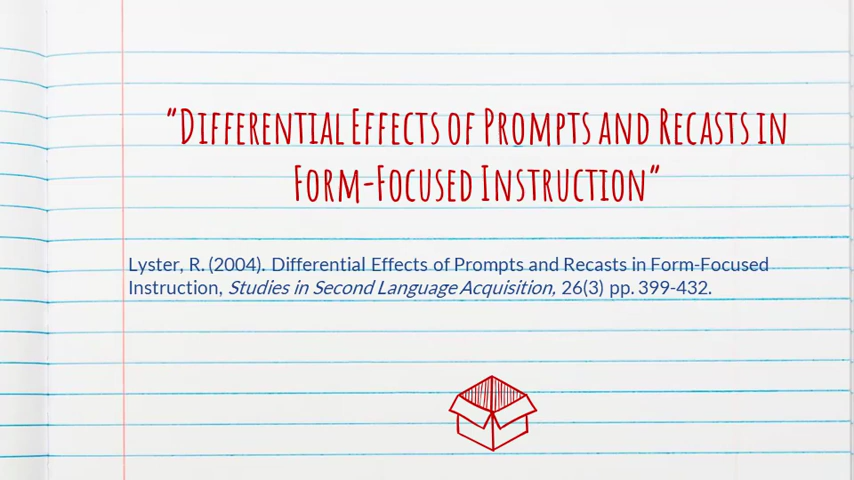 "Differential Effects of Prompts and Recasts in
Form-Focused Instruction"
Lyster, R. (2004). Differential Effects of Prompts and Recasts in Form-Focused
Instruction, Studies in Second Language Acquisition, 26(3) pp. 399-432.